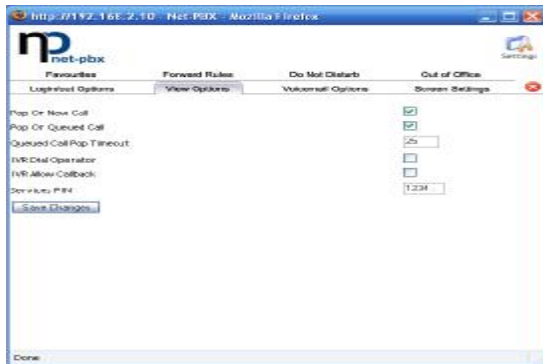 http://192.168.2.10 - Net-PBX - Mozilla Firefox
np
net-pbx
Settings
Favourites Forward Rules Do Not Disturb Out of Office
Login/out Options View Options Voicemail Options Screen Settings
Pop On New Call
Pop On Queued Call
Queued Call Pop Timeout 25
IVR Dial Operator
IVR Allow Callback
Services PIN 1234
Save Changes
Done